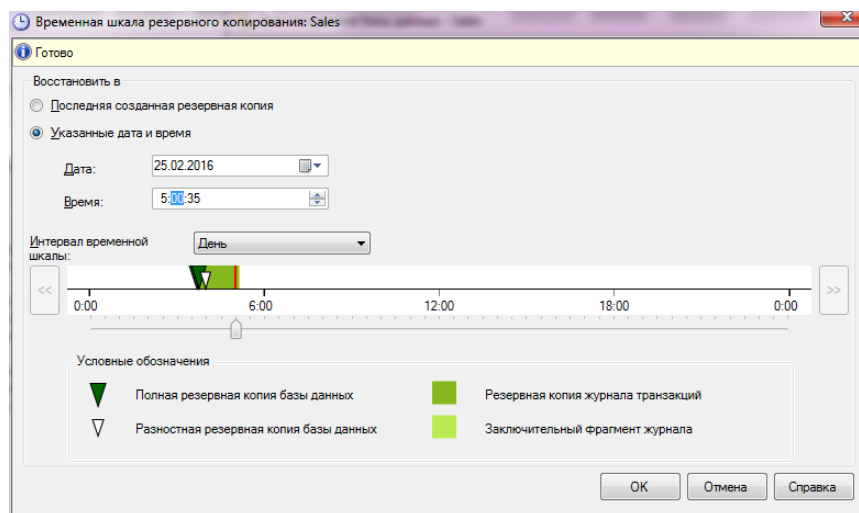 Временная шкала резервного копирования: Sales
Готово
Восстановить в
Последняя созданная резервная копия
Указанные дата и время
Дата:
25.02.2016
Время:
5:00:35
Интервал временной
шкалы:
День
<<
>>
0:00 6:00 12:00 18:00 0:00
Условные обозначения
Полная резервная копия базы данных
Резервная копия журнала транзакций
Разностная резервная копия базы данных
Заключительный фрагмент журнала
OK Отмена Справка